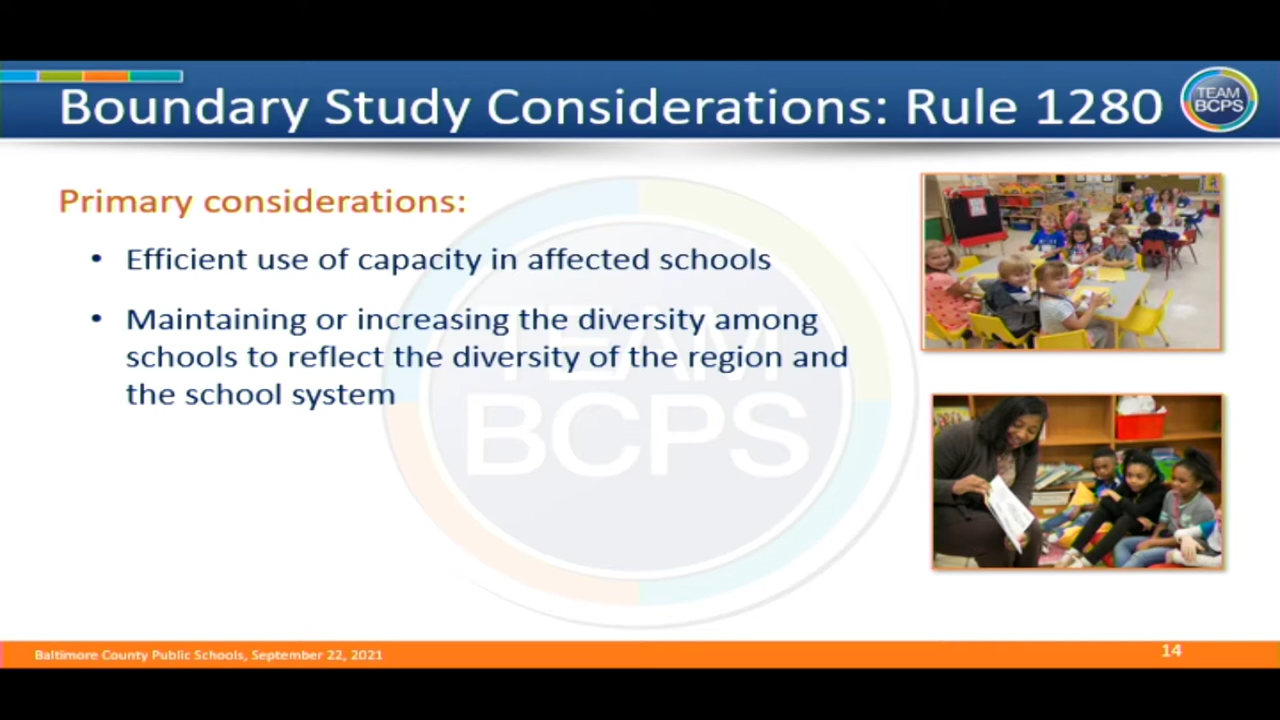 Boundary Study Considerations: Rule 1280
TEAM
BCPS
Primary considerations:
• Efficient use of capacity in affected schools
• Maintaining or increasing the diversity among
schools to reflect the diversity of the region and
the school system
TEAM
BCPS
Baltimore County Public Schools, September 22, 2021
14